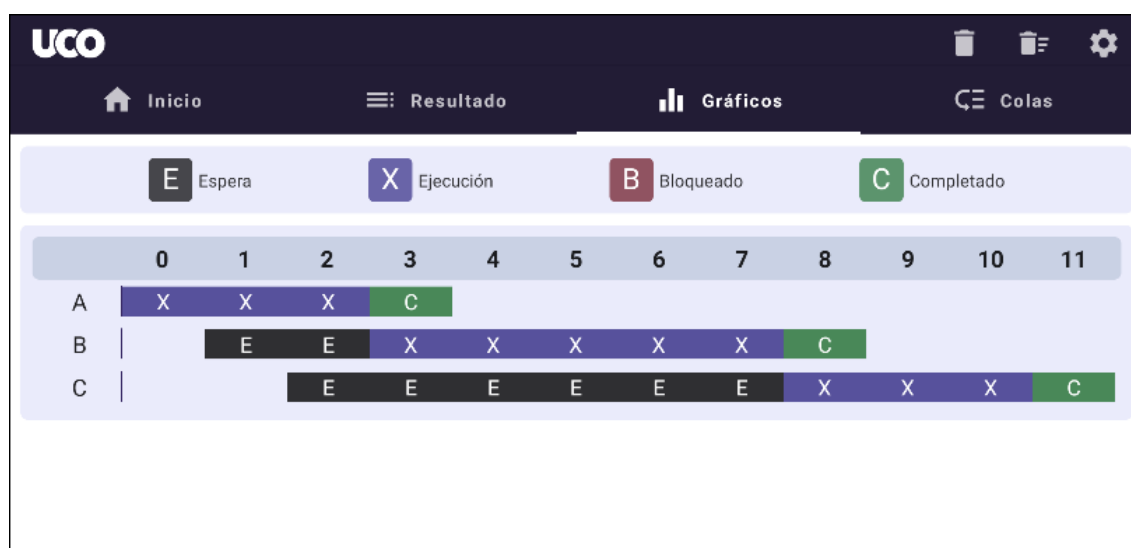 UCO
Inicio Resultado Gráficos Colas
E Espera X Ejecución B Bloqueado C Completado
0 1 2 3 4 5 6 7 8 9 10 11
A X X X C
B E E X X X X X C
C E E E E E E X X X C